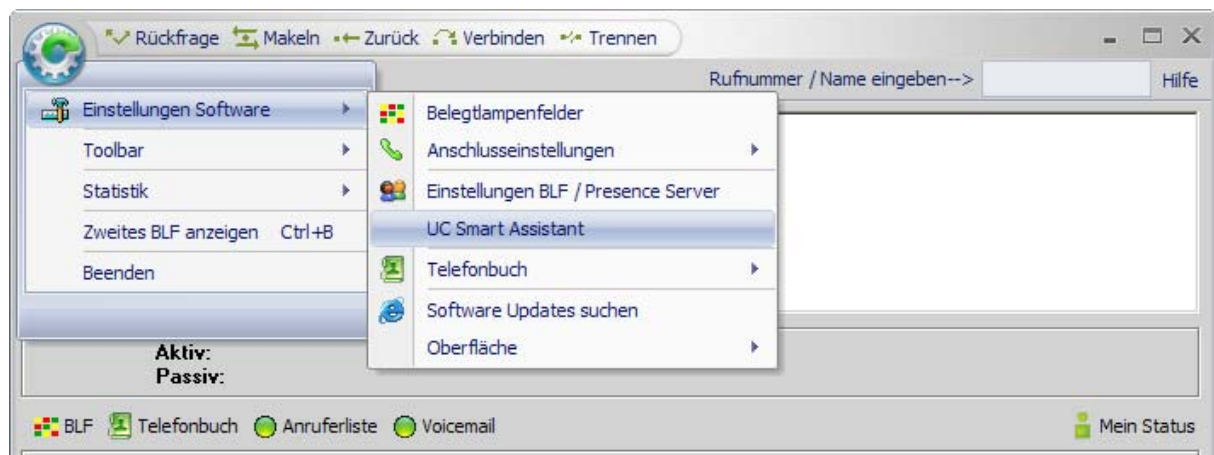 Rückfrage Makeln Zurück Verbinden Trennen
Rufnummer / Name eingeben--> Hilfe
Einstellungen Software
Toolbar
Statistik
Zweites BLF anzeigen Ctrl+B
Beenden
Belegtlampenfelder
Anschlusseinstellungen
Einstellungen BLF / Presence Server
UC Smart Assistant
Telefonbuch
Software Updates suchen
Oberfläche
Aktiv:
Passiv:
BLF Telefonbuch Anruferliste Voicemail Mein Status